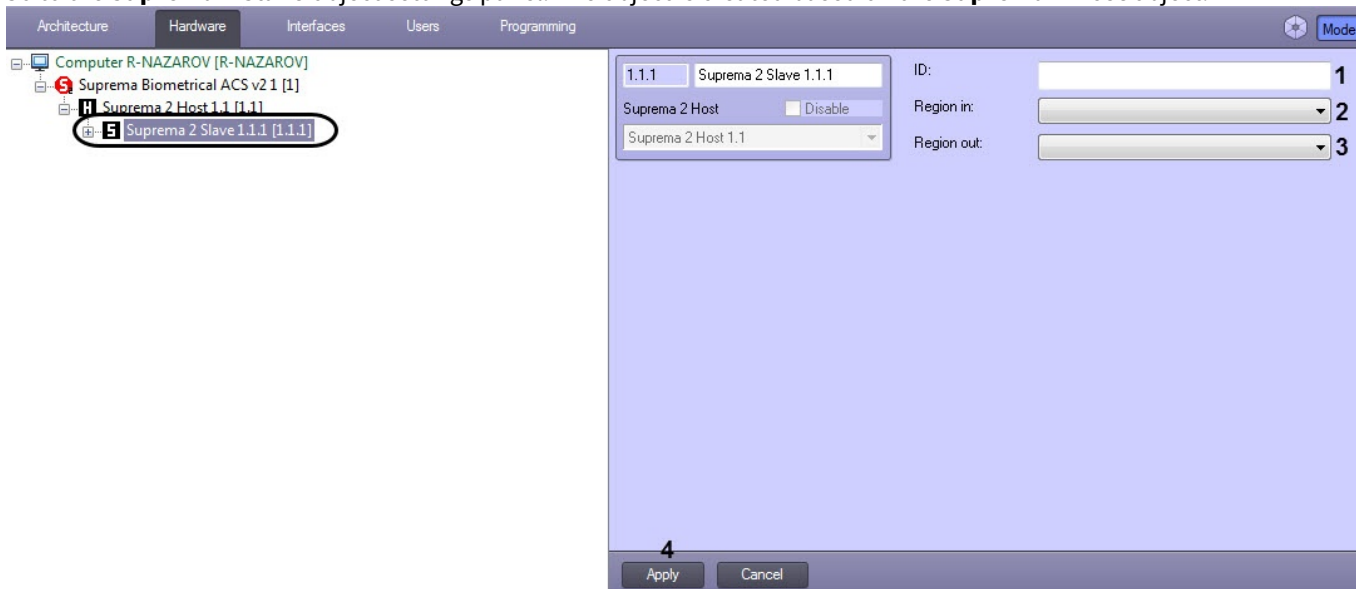 Architecture Hardware Interfaces Users Programming Mode
Computer R-NAZAROV [R-NAZAROV]
Suprema Biometrical ACS v2 1 [1]
Suprema 2 Host 1.1 [1.1]
Suprema 2 Slave 1.1.1 [1.1.1]
1.1.1 Suprema 2 Slave 1.1.1
Suprema 2 Host Disable
Suprema 2 Host 1.1
ID: 1
Region in: 2
Region out: 3
4
Apply Cancel